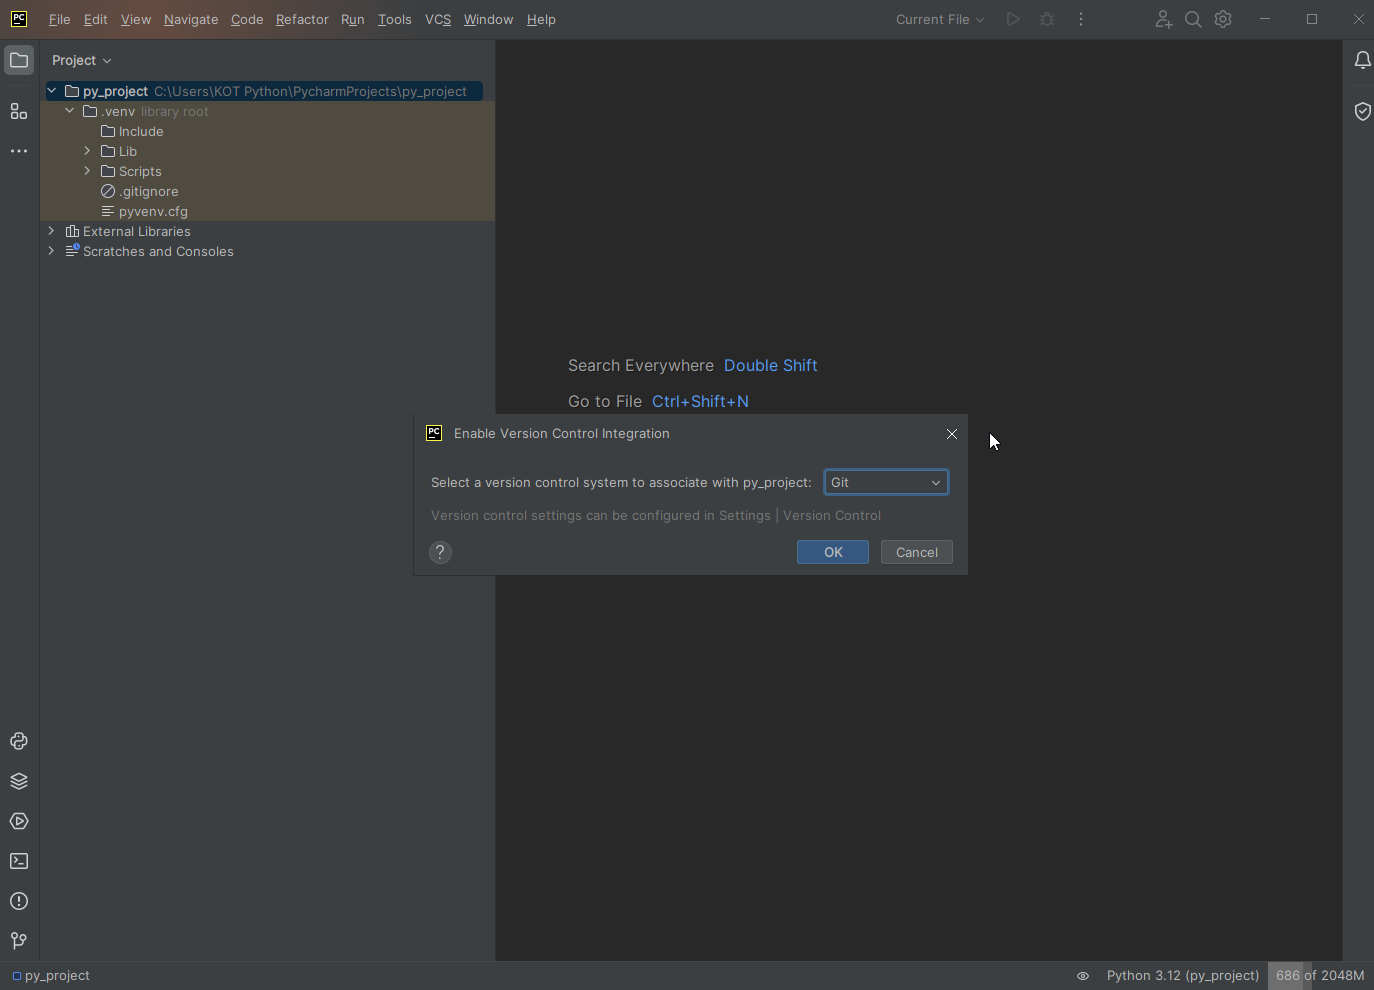 PC File Edit View Navigate Code Refactor Run Tools VCS Window Help Current File
Project
py_project C:\Users\KOT Python\PycharmProjects\py_project
.venv library root
Include
Lib
Scripts
.gitignore
pyvenv.cfg
External Libraries
Scratches and Consoles
Search Everywhere Double Shift
Go to File Ctrl+Shift+N
PC Enable Version Control Integration
Select a version control system to associate with py_project: Git
Version control settings can be configured in Settings | Version Control
? OK Cancel
py_project Python 3.12 (py_project) 686 of 2048M